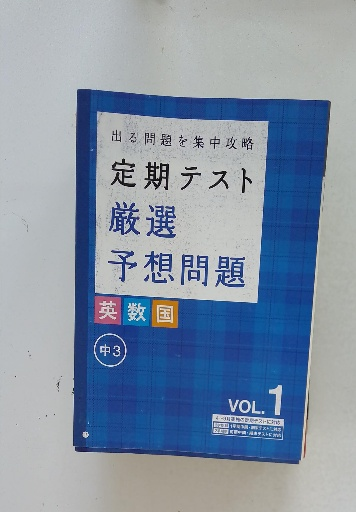 出る問題を集中攻略
定期テスト
厳選
予想問題
英数国
中3
VOL.1